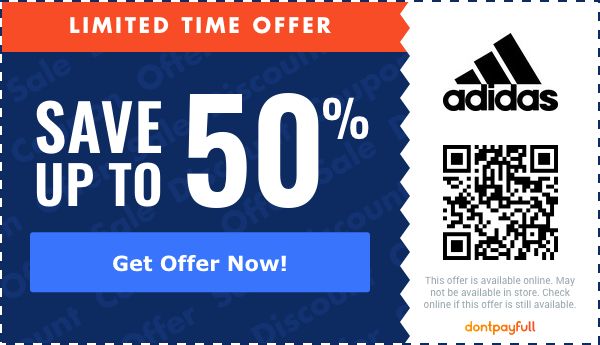 LIMITED TIME OFFER
SAVE
UP TO
50%
Get Offer Now!
adidas
This offer is available online. May
not be available in store. Check
online if this offer is still available.
dontpayfull